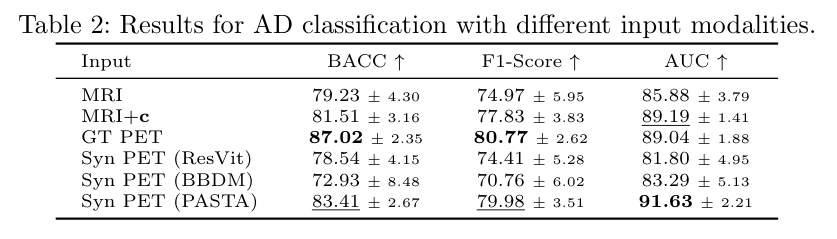 Table 2: Results for AD classification with different input modalities.
Input BACC ↑ F1-Score ↑ AUC ↑
MRI 79.23 ± 4.30 74.97 ± 5.95 85.88 ± 3.79
MRI+c 81.51 ± 3.16 77.83 ± 3.83 89.19 ± 1.41
GT PET 87.02 ± 2.35 80.77 ± 2.62 89.04 ± 1.88
Syn PET (ResVit) 78.54 ± 4.15 74.41 ± 5.28 81.80 ± 4.95
Syn PET (BBDM) 72.93 ± 8.48 70.76 ± 6.02 83.29 ± 5.13
Syn PET (PASTA) 83.41 ± 2.67 79.98 ± 3.51 91.63 ± 2.21